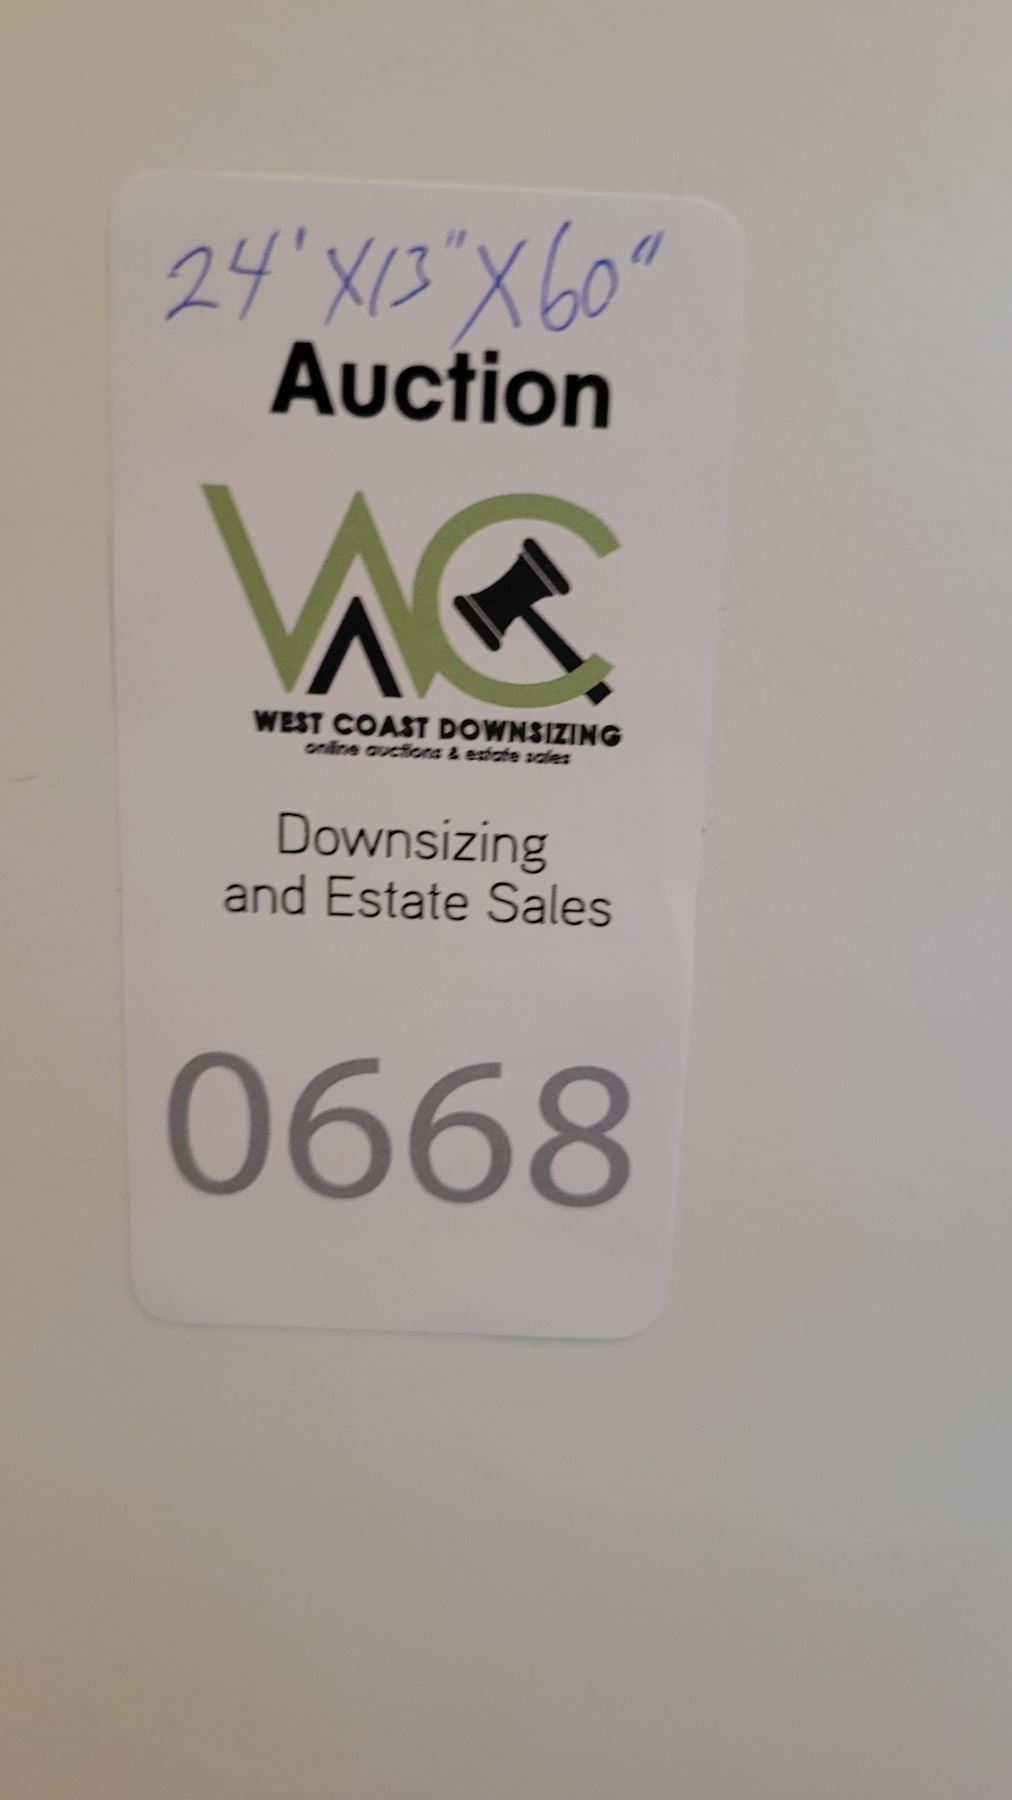 24' X13" X60"
Auction
WC
WEST COAST DOWNSIZING
online auctions & estate sales
Downsizing
and Estate Sales
0668